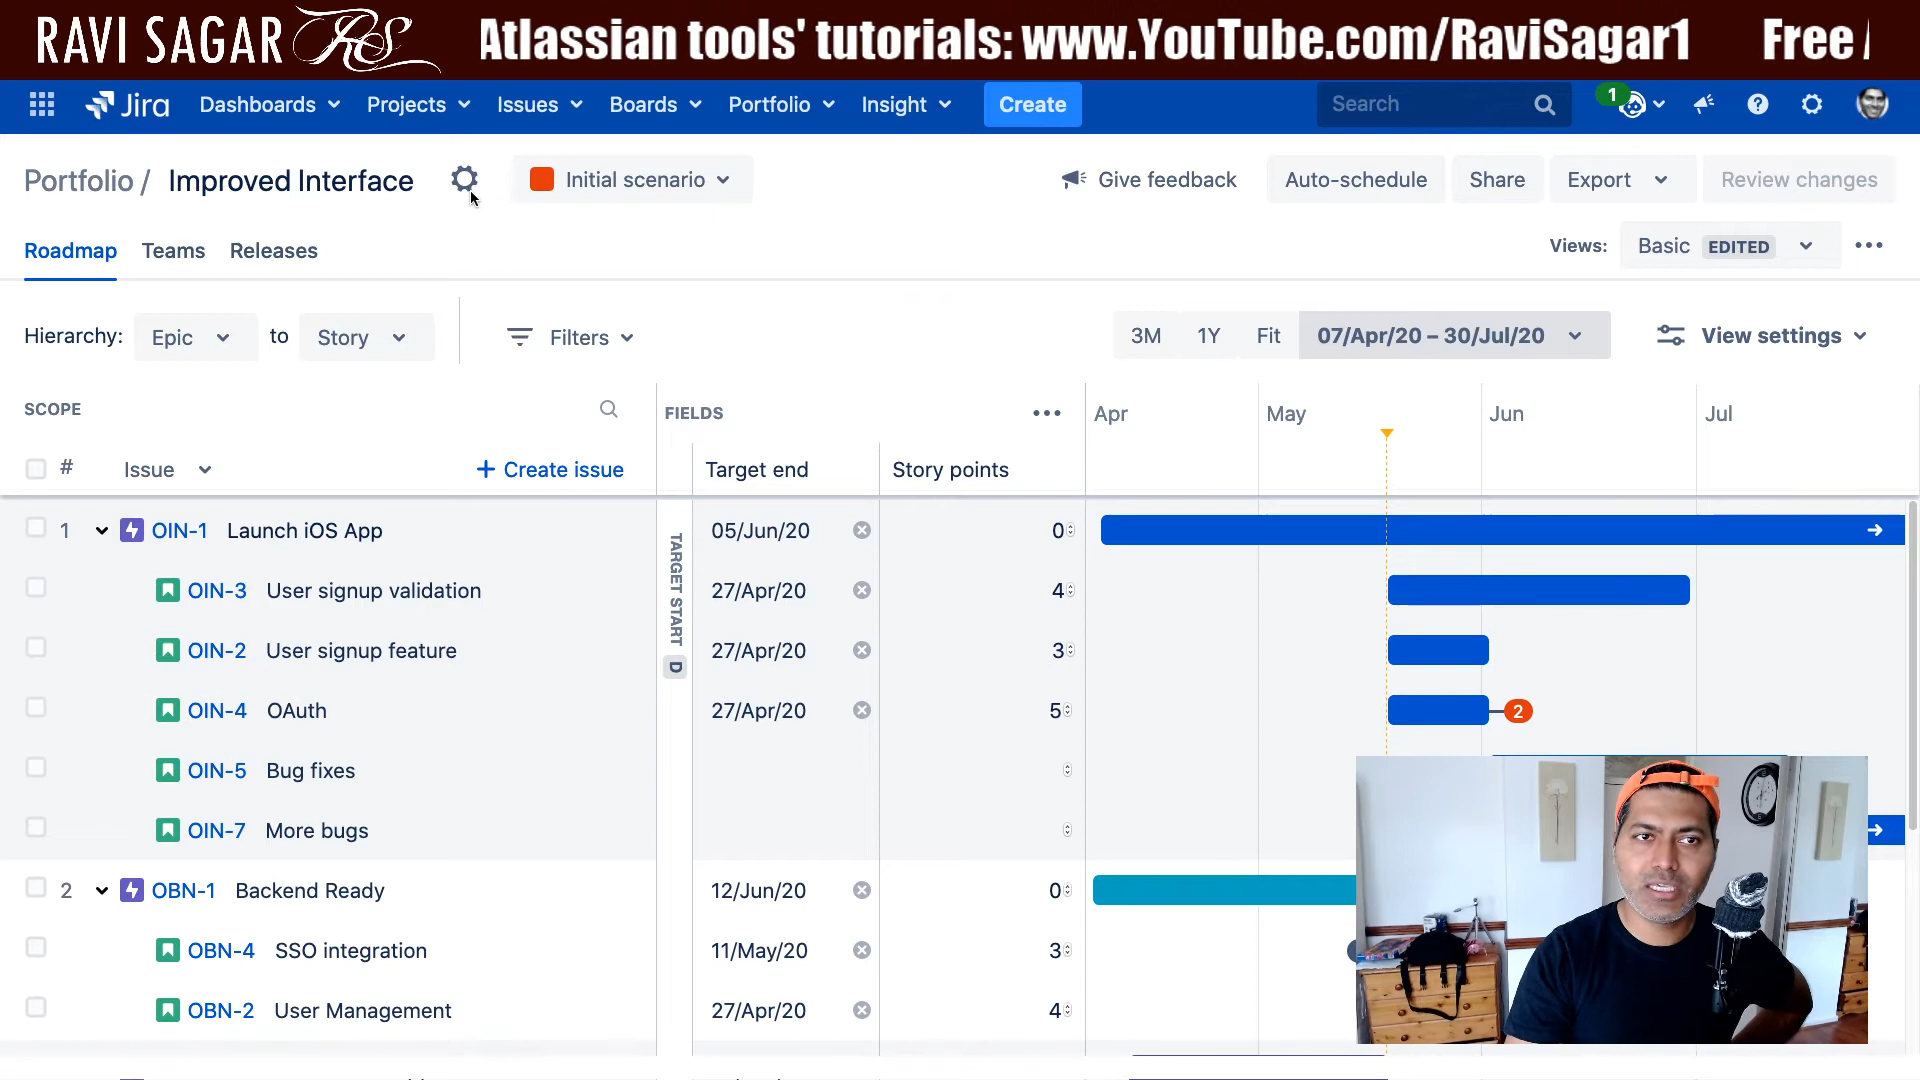 RAVI SAGAR RS Atlassian tools' tutorials: www.YouTube.com/RaviSagar1 Free
Jira Dashboards Projects Issues Boards Portfolio Insight Create Search 1
Portfolio / Improved Interface Initial scenario Give feedback Auto-schedule Share Export Review changes
Roadmap Teams Releases Views: Basic EDITED
Hierarchy: Epic to Story Filters 3M 1Y Fit 07/Apr/20 – 30/Jul/20 View settings
SCOPE FIELDS Apr May Jun Jul
# Issue + Create issue Target end Story points
TARGET START D
1 OIN-1 Launch iOS App 05/Jun/20 0
OIN-3 User signup validation 27/Apr/20 4
OIN-2 User signup feature 27/Apr/20 3
OIN-4 OAuth 27/Apr/20 5 2
OIN-5 Bug fixes
OIN-7 More bugs
2 OBN-1 Backend Ready 12/Jun/20 0
OBN-4 SSO integration 11/May/20 3
OBN-2 User Management 27/Apr/20 4